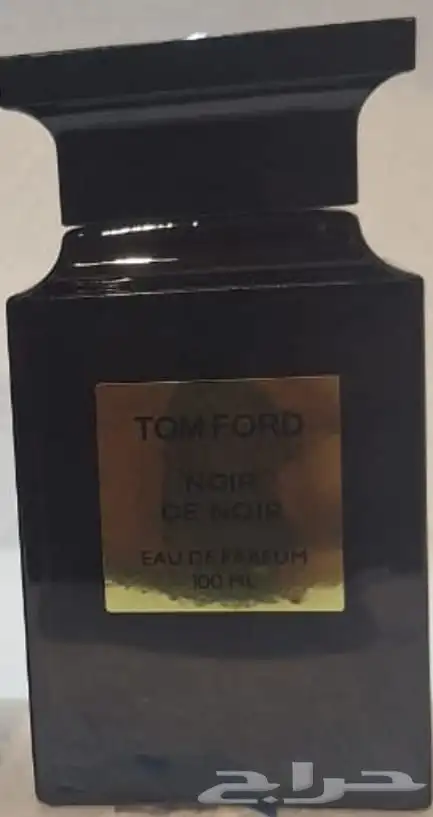 TOM FORD
NOIR
DE NOIR
EAU DE PARFUM
100 ML
حراج